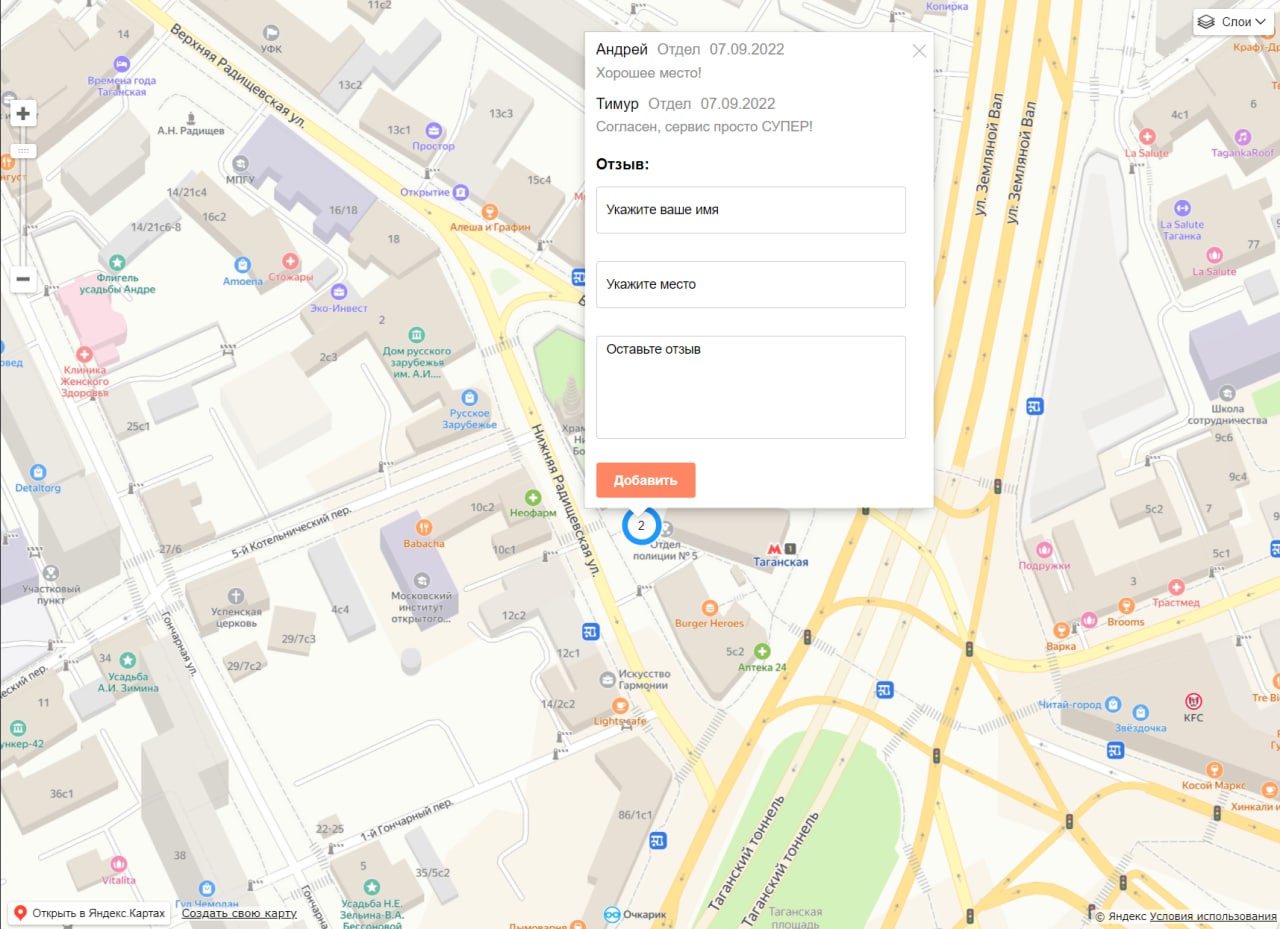 11с2
Копирка
Слои
14
УФК
Верхняя Радищевская ул.
Крафт-Др
Андрей Отдел 07.09.2022
Хорошее место!
Тимур Отдел 07.09.2022
Согласен, сервис просто СУПЕР!
Отзыв:
Укажите ваше имя
Укажите место
Оставьте отзыв
Добавить
Времена года
Таганская
13с2
13с3
6
4с1
А.Н. Радищев
13с1
Простор
La Salute
TagankaRoof
ул. Земляной Вал
ул. Земляной Вал
МПГУ
15с4
14/21с4
Открытие
16с2
16/18
Алеша и Графин
14/21с6-8
18
La Salute
Таганка
77
La Salute
Флигель
усадьбы Андре
Amoena
Стожары
Эко-Инвест
2
2с3
Дом русского
зарубежья
им. А.И....
Клиника
Женского
Здоровья
Русское
Зарубежье
25с1
Школа
сотрудничества
9с6
Нижняя Радищевская ул.
Detaltorg
9с4
10с2
Неофарм
5с2
7
2
5-й Котельнический пер.
Babacha
10с1
Отдел
полиции № 5
1
Таганская
27/6
5с1
Подружки
Участковый
пункт
Московский
институт
открытого...
3
Трастмед
Успенская
церковь
4с4
12с2
Burger Heroes
Brooms
29/7с3
Гончарная ул.
12с1
5с2
Аптека 24
Варка
34
29/7с2
Усадьба
А.И. Зимина
Искусство
Гармонии
11
14/2с2
Lights cafe
Читай-город
Звёздочка
KFC
36с1
Косой Маркс
86/1с1
22-25
1-й Гончарный пер.
Таганский тоннель
Таганский тоннель
38
5
35/5с2
Vitalita
Гул Чемодан
Усадьба Н.Е.
Зельина-В.А.
Бессоновой
Очкарик
Таганская
площадь
Открыть в Яндекс.Картах
Создать свою карту
© Яндекс Условия использования